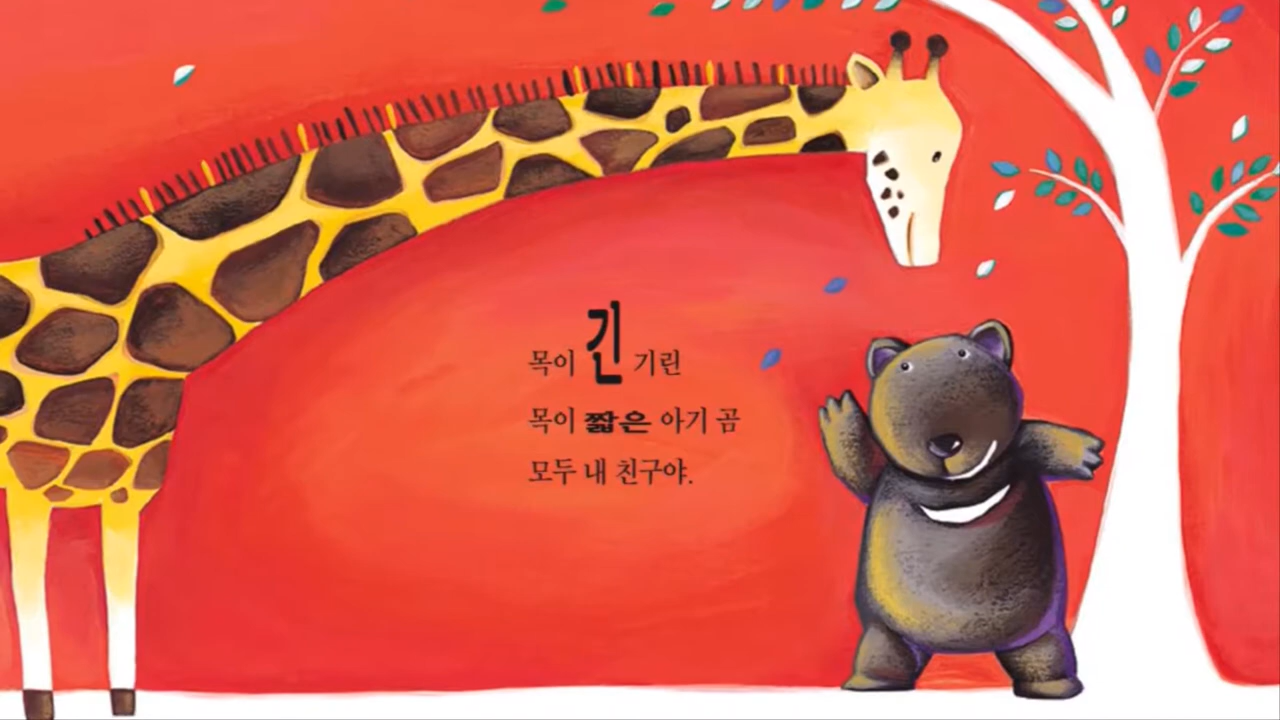 목이 긴 기린
목이 짧은 아기 곰
모두 내 친구야.